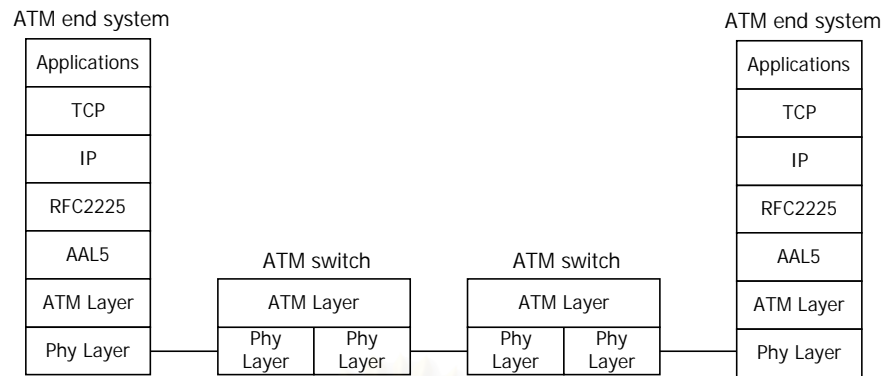 ATM end system
Applications
TCP
IP
RFC2225
AAL5
ATM Layer
Phy Layer
ATM switch
ATM Layer
Phy
Layer
Phy
Layer
ATM switch
ATM Layer
Phy
Layer
Phy
Layer
ATM end system
Applications
TCP
IP
RFC2225
AAL5
ATM Layer
Phy Layer